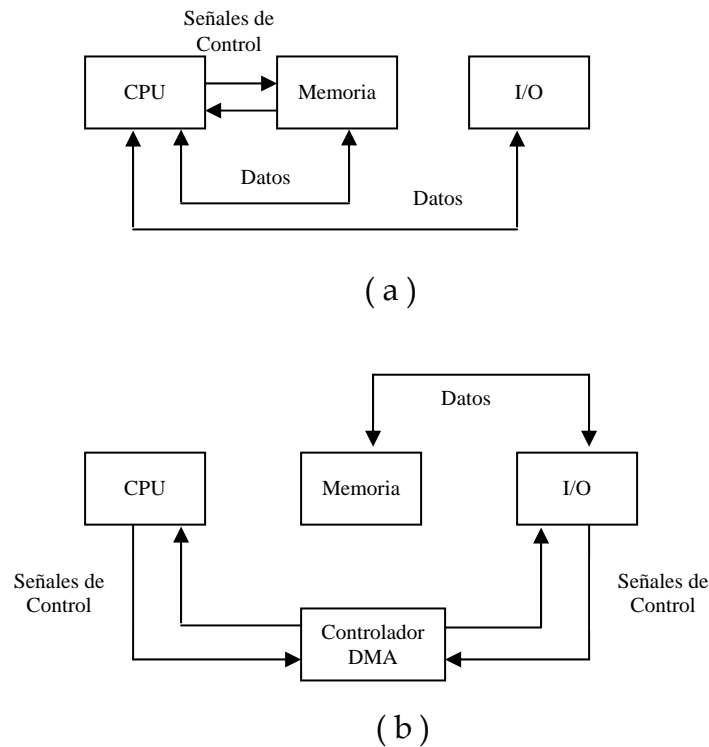 Señales de
Control
CPU
Memoria
I/O
Datos
Datos
( a )
Datos
CPU
Memoria
I/O
Señales de
Control
Señales de
Control
Controlador
DMA
( b )